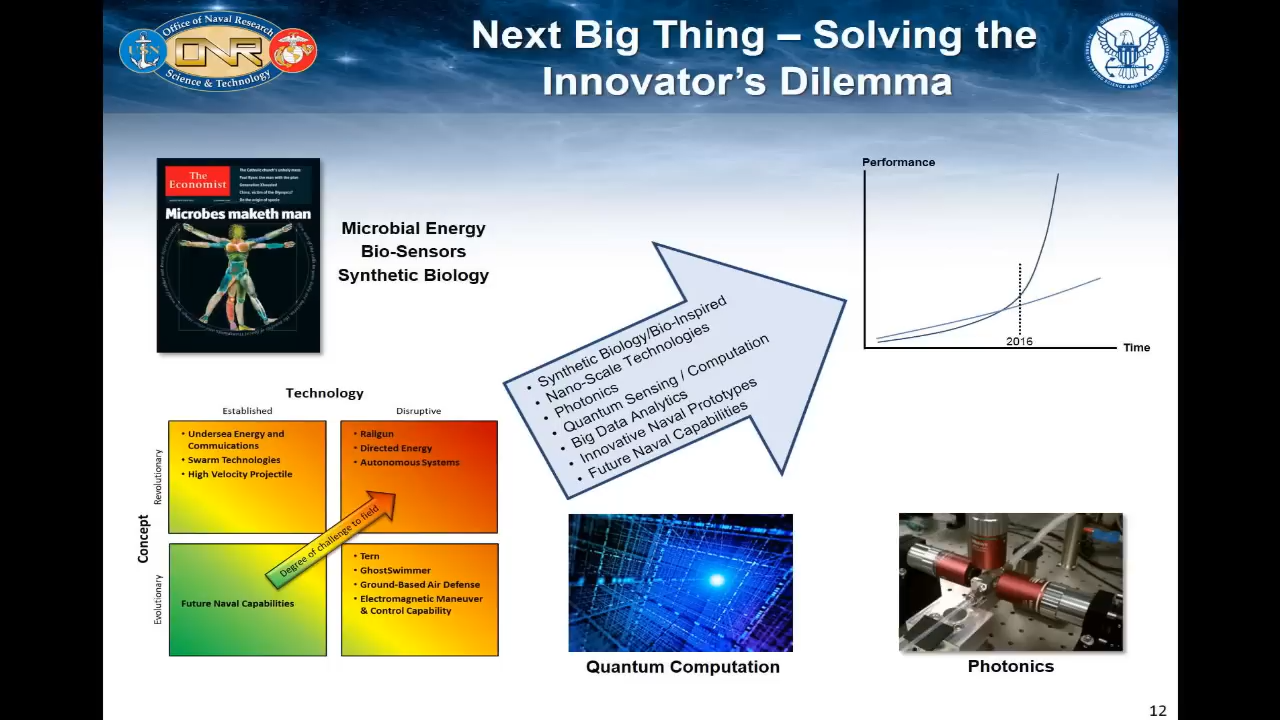 Office of Naval Research
USN
ONR
Science & Technology
Next Big Thing – Solving the
Innovator's Dilemma
The
Economist
Microbes maketh man
Microbial Energy
Bio-Sensors
Synthetic Biology
Performance
2016
Time
• Synthetic Biology/Bio-Inspired
• Nano-Scale Technologies
• Photonics
• Quantum Sensing / Computation
• Big Data Analytics
• Innovative Naval Prototypes
• Future Naval Capabilities
Technology
Established
Disruptive
Concept
Revolutionary
• Undersea Energy and
Commuications
• Swarm Technologies
• High Velocity Projectile
• Railgun
• Directed Energy
• Autonomous Systems
Degree of challenge to field
Evolutionary
Future Naval Capabilities
• Tern
• GhostSwimmer
• Ground-Based Air Defense
• Electromagnetic Maneuver
& Control Capability
Quantum Computation
Photonics
12